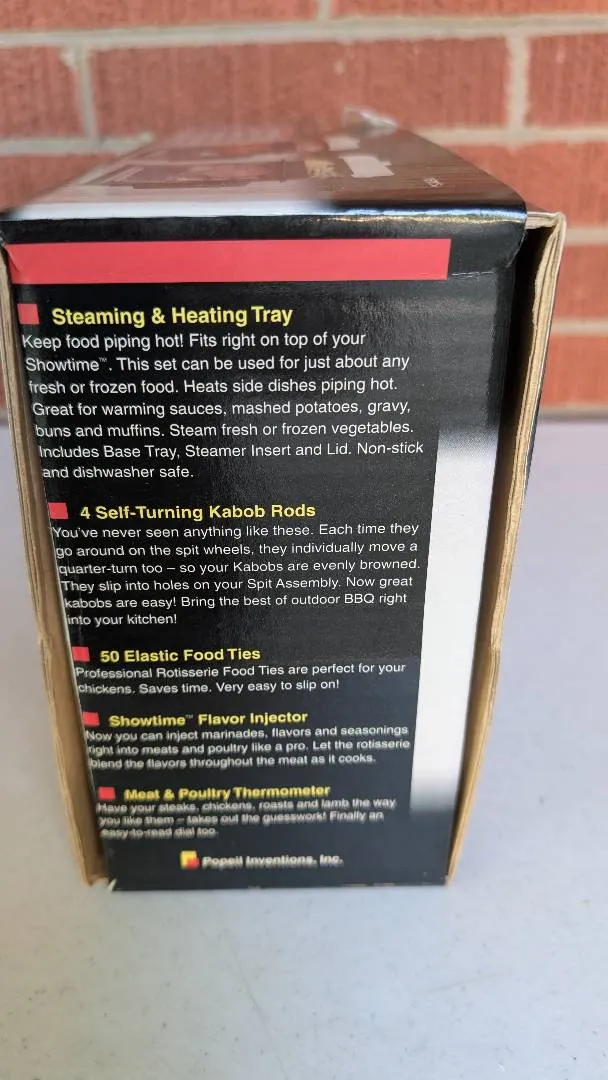 Steaming & Heating Tray
Keep food piping hot! Fits right on top of your
Showtime™. This set can be used for just about any
fresh or frozen food. Heats side dishes piping hot.
Great for warming sauces, mashed potatoes, gravy,
buns and muffins. Steam fresh or frozen vegetables.
Includes Base Tray, Steamer Insert and Lid. Non-stick
and dishwasher safe.
4 Self-Turning Kabob Rods
You've never seen anything like these. Each time they
go around on the spit wheels, they individually move a
quarter-turn too – so your Kabobs are evenly browned.
They slip into holes on your Spit Assembly. Now great
kabobs are easy! Bring the best of outdoor BBQ right
into your kitchen!
50 Elastic Food Ties
Professional Rotisserie Food Ties are perfect for your
chickens. Saves time. Very easy to slip on!
Showtime™ Flavor Injector
Now you can inject marinades, flavors and seasonings
right into meats and poultry like a pro. Let the rotisserie
blend the flavors throughout the meat as it cooks.
Meat & Poultry Thermometer
Have your steaks, chickens, roasts and lamb the way
you like them – takes out the guesswork! Finally an
easy-to-read dial too.
Popeil Inventions, Inc.